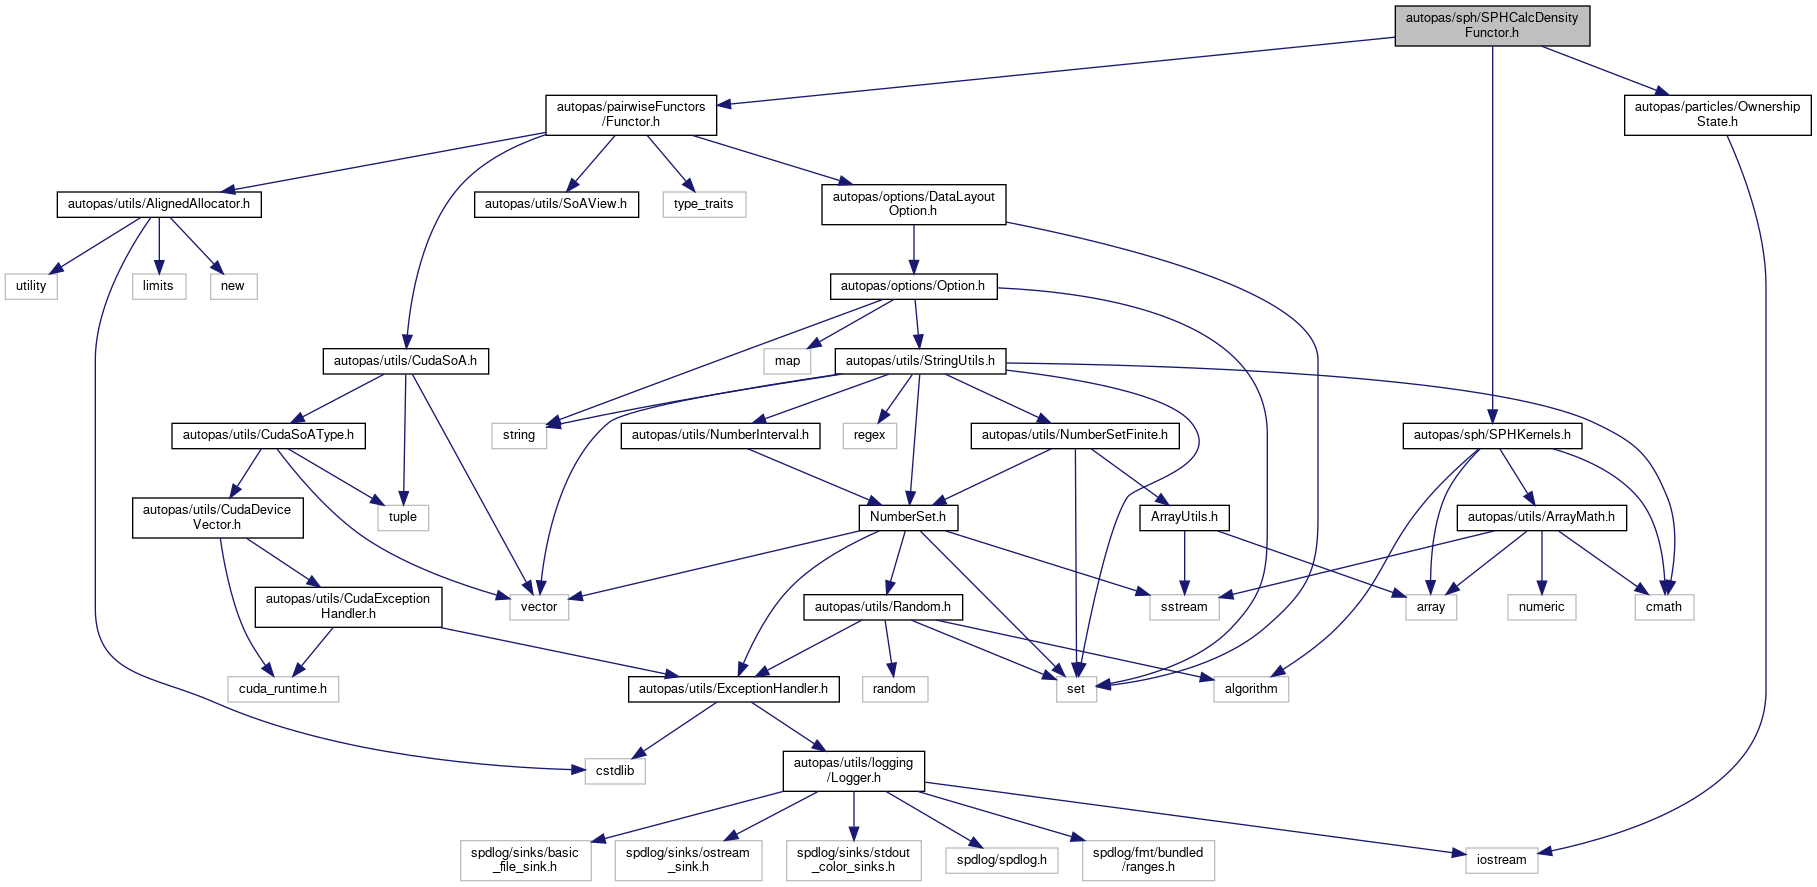 autopas/sph/SPHCalcDensity
Functor.h
autopas/pairwiseFunctors
/Functor.h
autopas/particles/Ownership
State.h
autopas/utils/AlignedAllocator.h
autopas/utils/SoAView.h
type_traits
autopas/options/DataLayout
Option.h
utility
limits
new
autopas/options/Option.h
autopas/utils/CudaSoA.h
map
autopas/utils/StringUtils.h
autopas/utils/CudaSoAType.h
string
autopas/utils/NumberInterval.h
regex
autopas/utils/NumberSetFinite.h
autopas/sph/SPHKernels.h
autopas/utils/CudaDevice
Vector.h
tuple
NumberSet.h
ArrayUtils.h
autopas/utils/ArrayMath.h
autopas/utils/CudaException
Handler.h
vector
autopas/utils/Random.h
sstream
array
numeric
cmath
cuda_runtime.h
autopas/utils/ExceptionHandler.h
random
set
algorithm
cstdlib
autopas/utils/logging
/Logger.h
spdlog/sinks/basic
_file_sink.h
spdlog/sinks/ostream
_sink.h
spdlog/sinks/stdout
_color_sinks.h
spdlog/spdlog.h
spdlog/fmt/bundled
/ranges.h
iostream